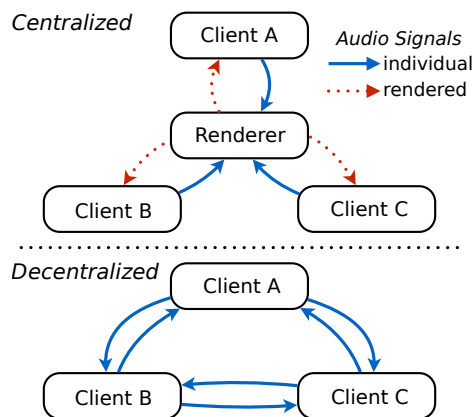 Centralized
Client A
Audio Signals
individual
rendered
Renderer
Client B
Client C
Decentralized
Client A
Client B
Client C